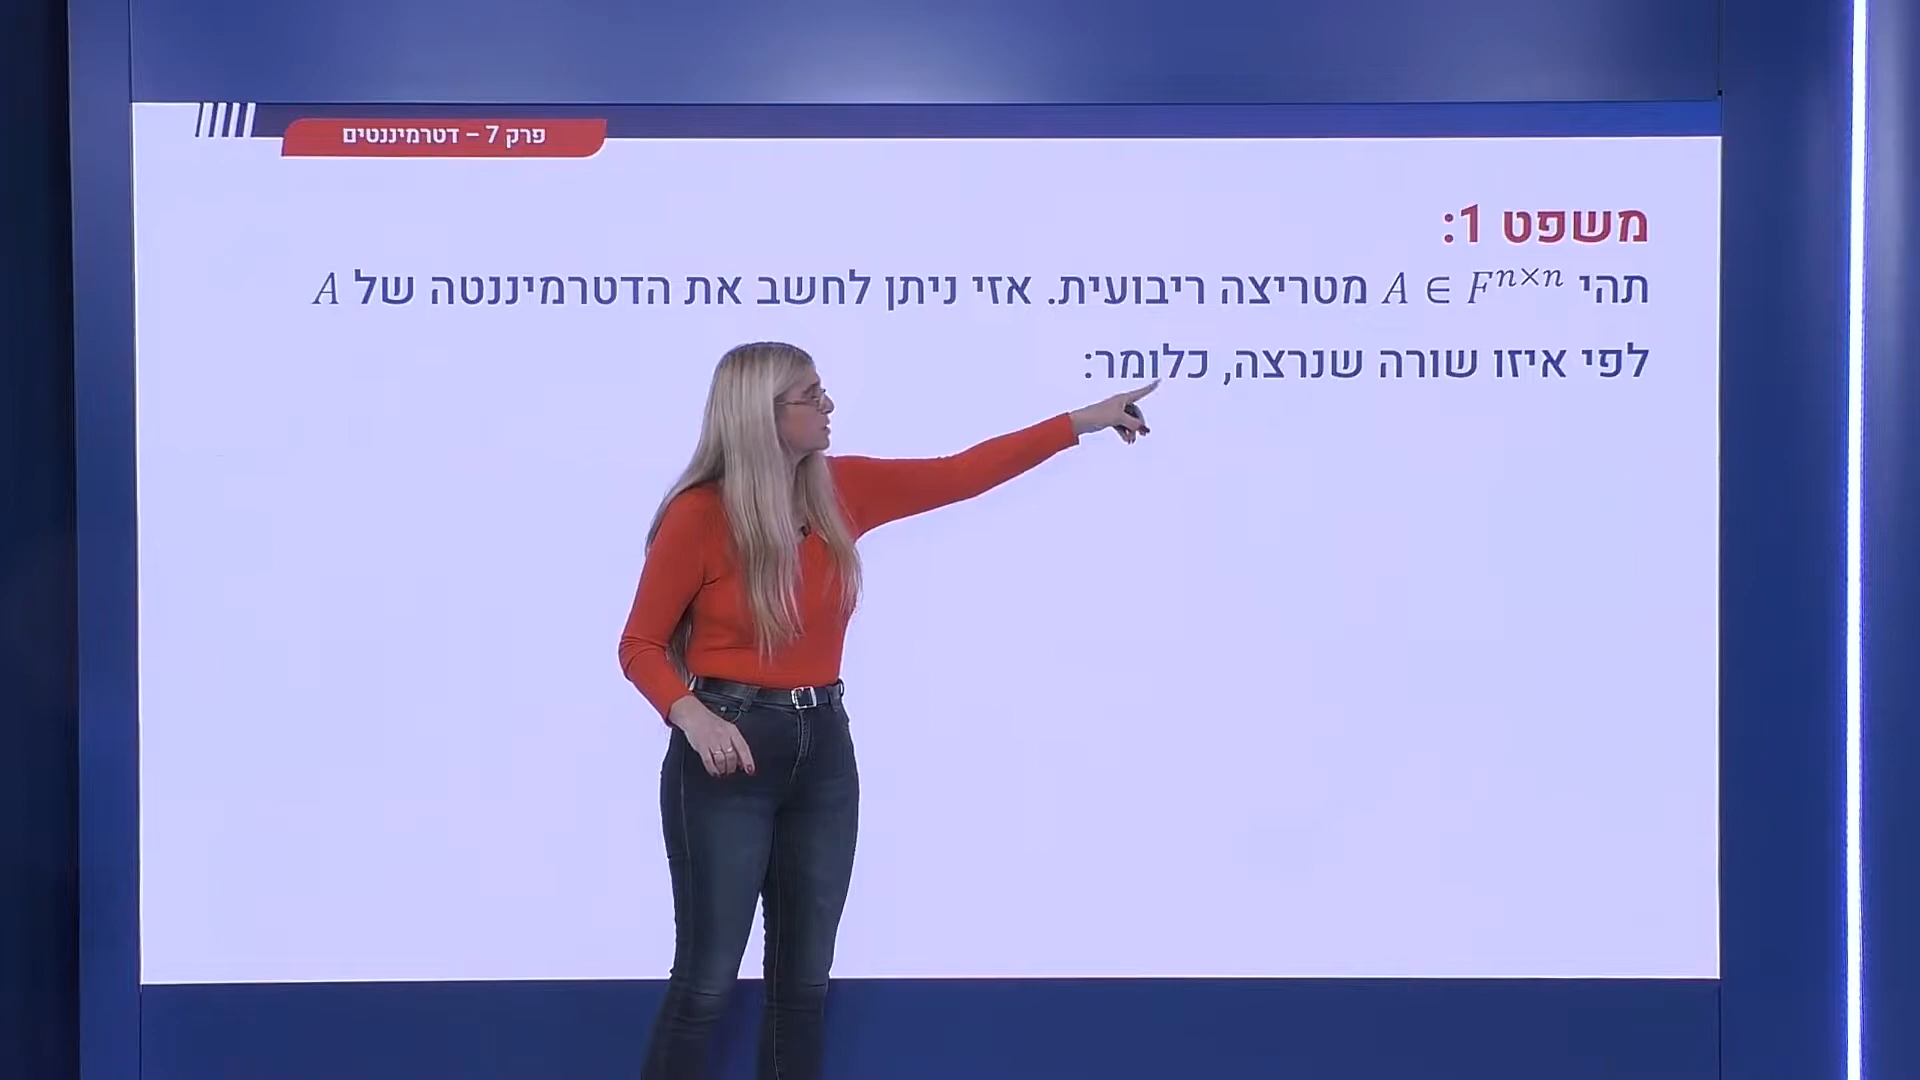 פרק 7 – דטרמיננטים
משפט 1:
תהי $A \in F^{n \times n}$ מטריצה ריבועית. אזי ניתן לחשב את הדטרמיננטה של $A$
לפי איזו שורה שנרצה, כלומר: